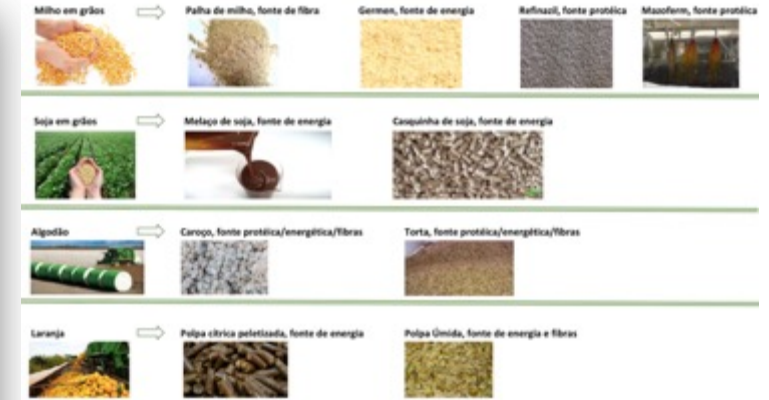 Milho em grãos
Palha de milho, fonte de fibra
Germen, fonte de energia
Refinazil, fonte protéica
Mazoferm, fonte protéica
Soja em grãos
Melaço de soja, fonte de energia
Casquinha de soja, fonte de energia
Algodão
Caroço, fonte protéica/energética/fibras
Torta, fonte protéica/energética/fibras
Laranja
Polpa cítrica peletizada, fonte de energia
Polpa Úmida, fonte de energia e fibras